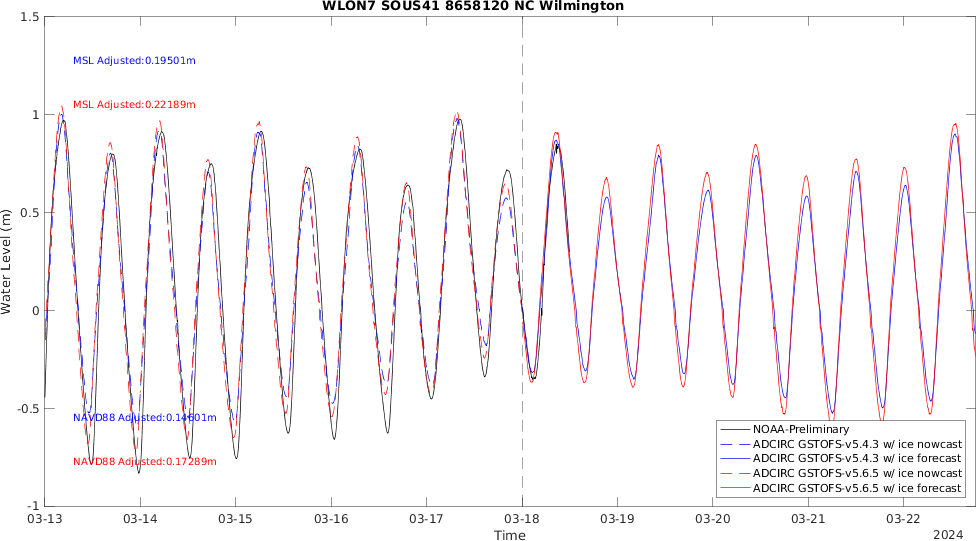 WLON7 SOUS41 8658120 NC Wilmington
1.5
1
0.5
0
-0.5
-1
Water Level (m)
MSL Adjusted:0.19501m
MSL Adjusted:0.22189m
NAVD88 Adjusted:0.14601m
NAVD88 Adjusted:0.17289m
NOAA-Preliminary
ADCIRC GSTOFS-v5.4.3 w/ ice nowcast
ADCIRC GSTOFS-v5.4.3 w/ ice forecast
ADCIRC GSTOFS-v5.6.5 w/ ice nowcast
ADCIRC GSTOFS-v5.6.5 w/ ice forecast
03-13 03-14 03-15 03-16 03-17 03-18 03-19 03-20 03-21 03-22
Time
2024